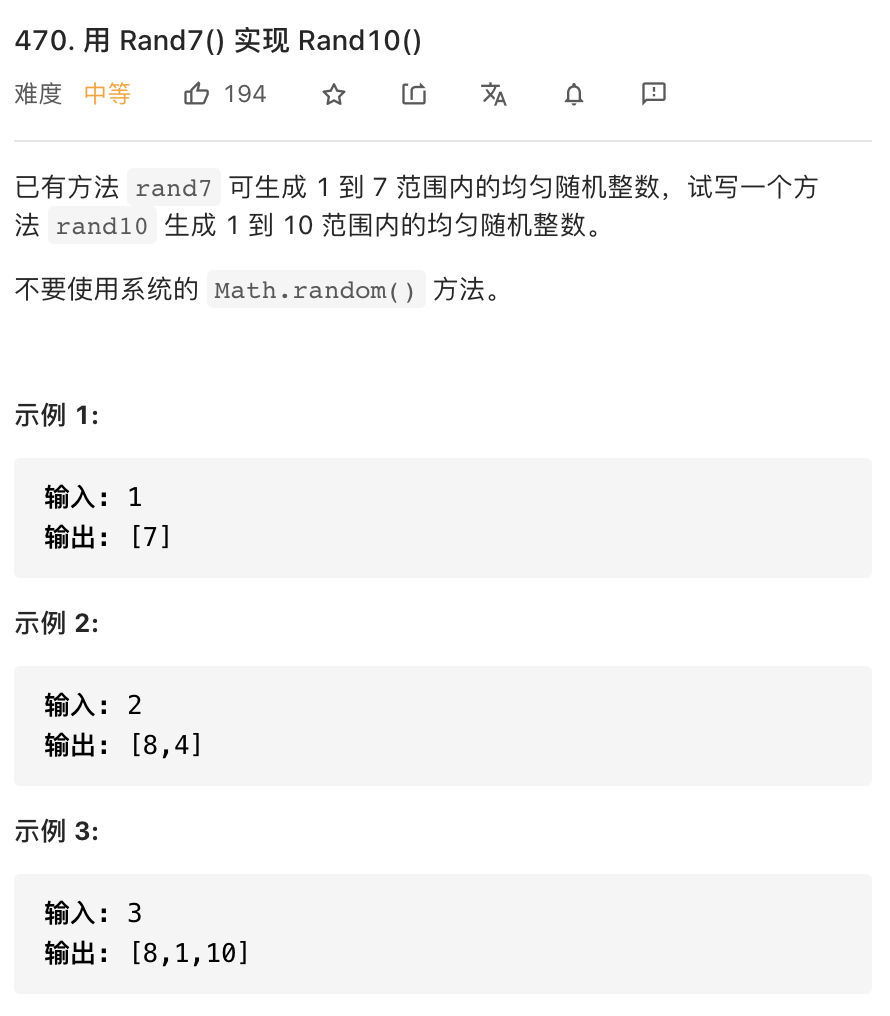 470. 用 Rand7() 实现 Rand10()
难度 中等 194
已有方法 rand7 可生成 1 到 7 范围内的均匀随机整数，试写一个方
法 rand10 生成 1 到 10 范围内的均匀随机整数。
不要使用系统的 Math.random() 方法。
示例 1:
输入: 1
输出: [7]
示例 2:
输入: 2
输出: [8,4]
示例 3:
输入: 3
输出: [8,1,10]